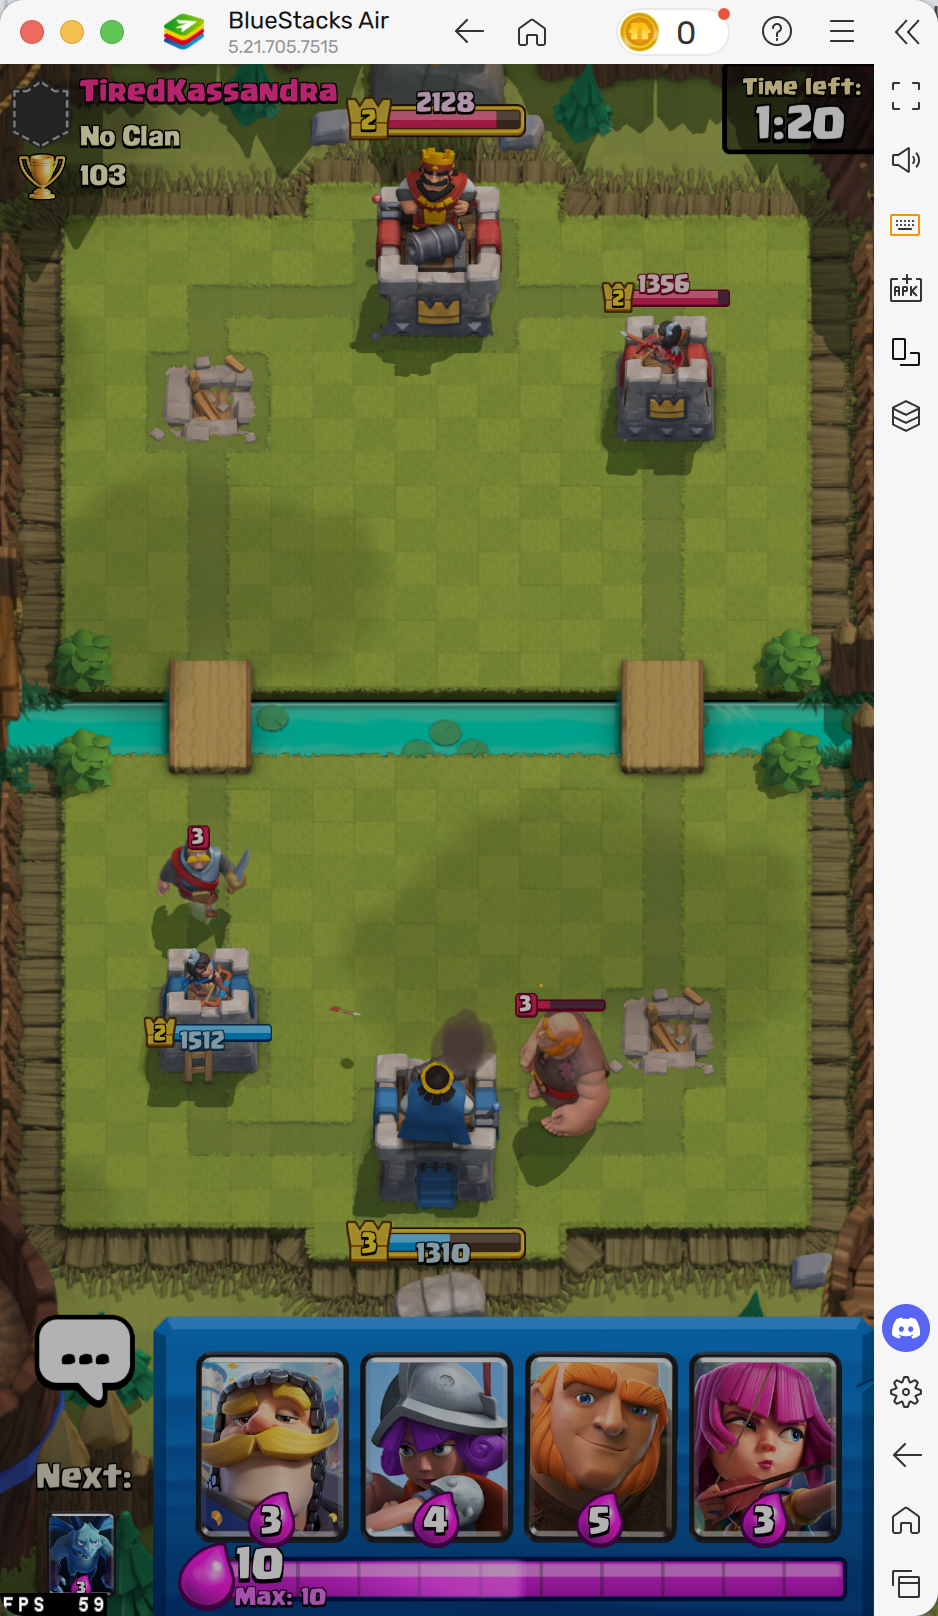 BlueStacks Air
5.21.705.7515
0
TiredKassandra
No Clan
103
2
2128
Time left:
1:20
2
1356
APK
3
2
1512
3
3
1310
Next:
3
3
4
5
3
10
Max: 10
FPS 59